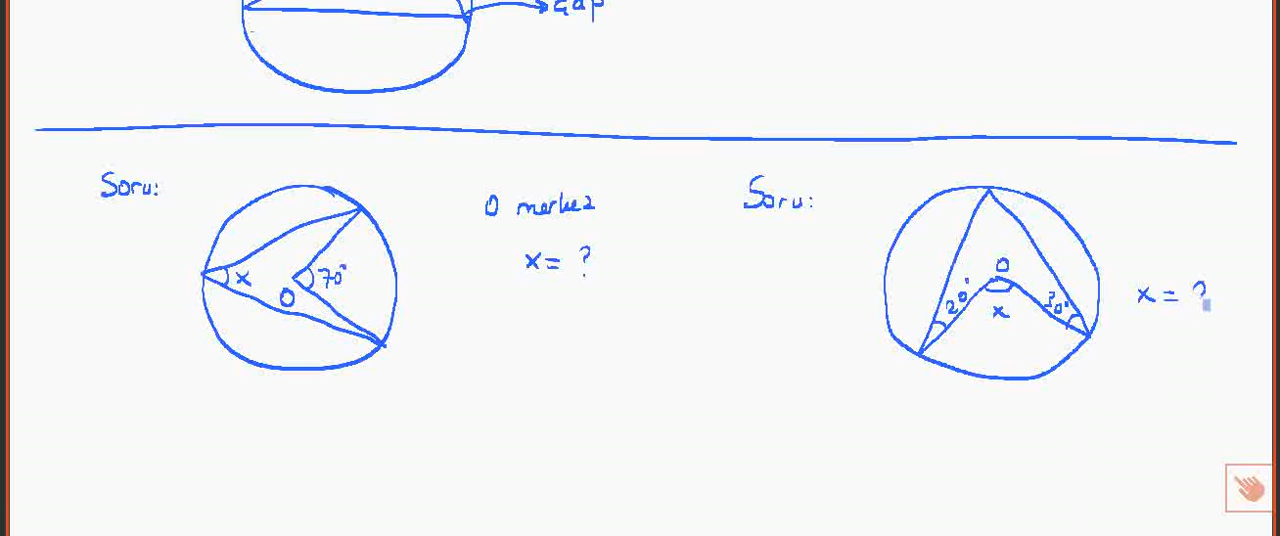 Çap
Soru:
O merkez
x = ?
x
70°
O
Soru:
O
20°
30°
x
x = ?